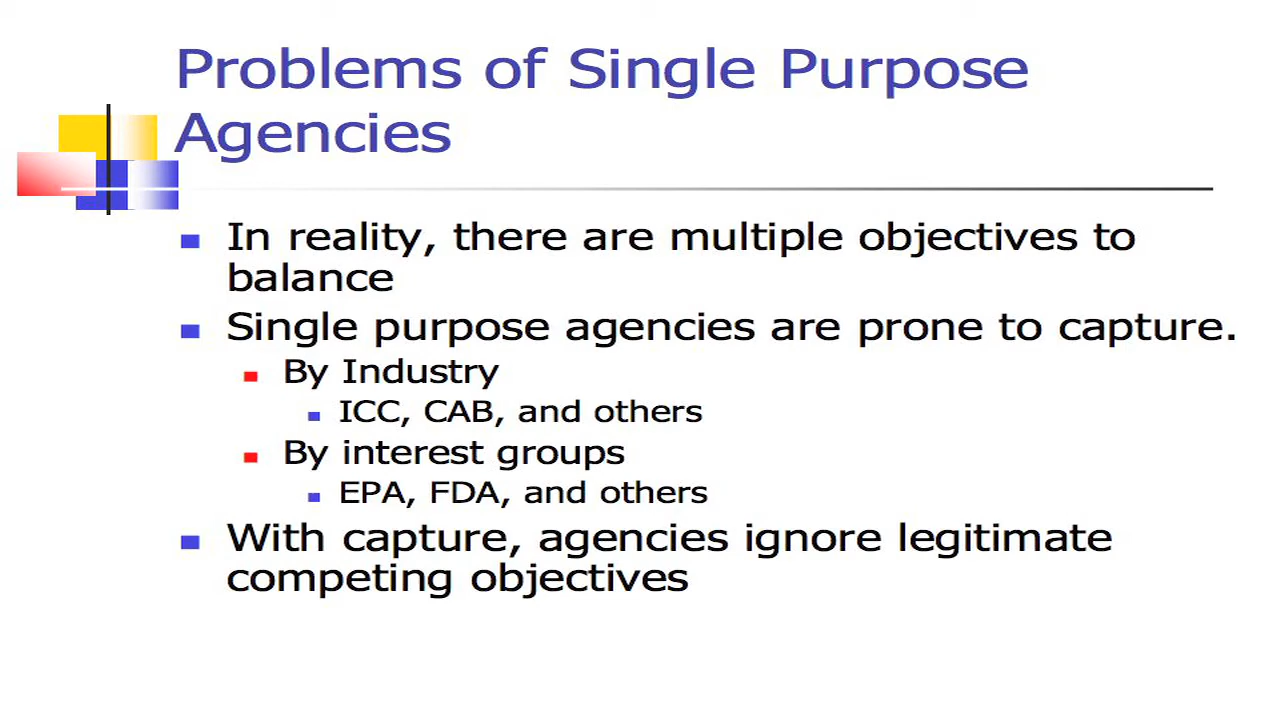 Problems of Single Purpose
Agencies
In reality, there are multiple objectives to
balance
Single purpose agencies are prone to capture.
By Industry
ICC, CAB, and others
By interest groups
EPA, FDA, and others
With capture, agencies ignore legitimate
competing objectives